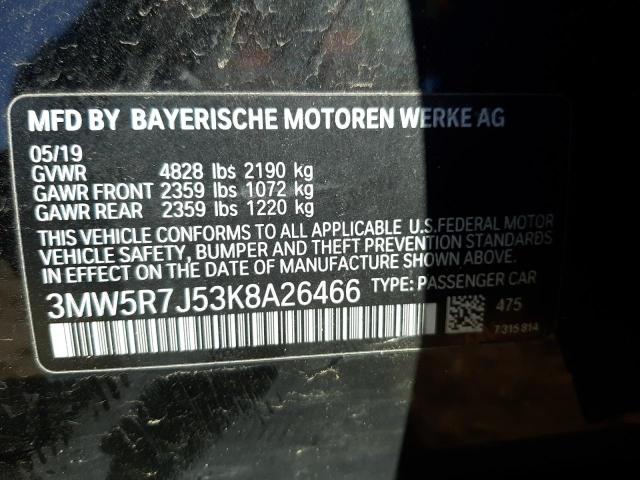 MFD BY BAYERISCHE MOTOREN WERKE AG
05/19
GVWR 4828 lbs 2190 kg
GAWR FRONT 2359 lbs 1072 kg
GAWR REAR 2359 lbs 1220 kg
THIS VEHICLE CONFORMS TO ALL APPLICABLE U.S.FEDERAL MOTOR
VEHICLE SAFETY, BUMPER AND THEFT PREVENTION STANDARDS
IN EFFECT ON THE DATE OF MANUFACTURE SHOWN ABOVE.
3MW5R7J53K8A26466 TYPE: PASSENGER CAR
475
7315814